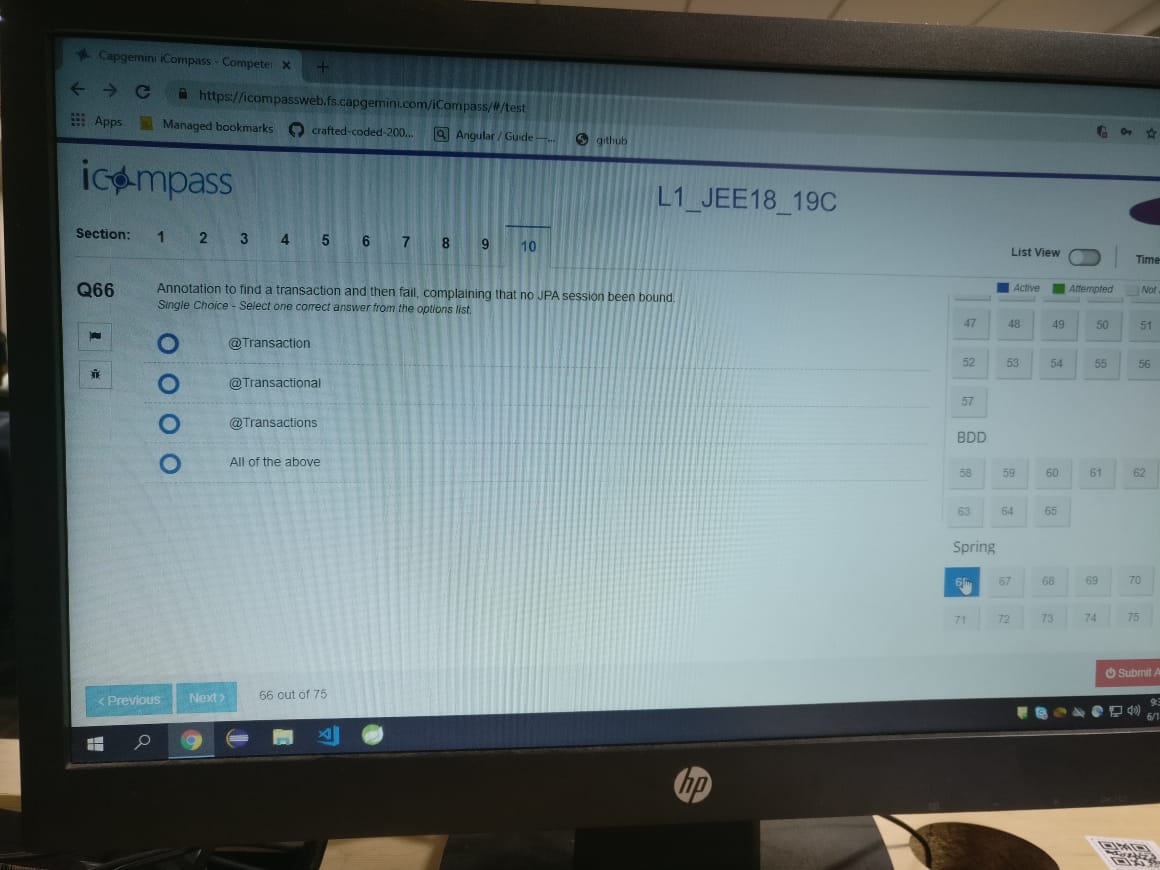 Capgemini iCompass - Competer
https://icompassweb.fs.capgemini.com/iCompass/#/test
Apps Managed bookmarks crafted-coded-200... Angular / Guide —... github
icompass
L1_JEE18_19C
Section: 1 2 3 4 5 6 7 8 9 10
List View Time
Active Attempted Not
Q66 Annotation to find a transaction and then fail, complaining that no JPA session been bound.
Single Choice - Select one correct answer from the options list.
@Transaction
@Transactional
@Transactions
All of the above
47 48 49 50 51
52 53 54 55 56
57
BDD
58 59 60 61 62
63 64 65
Spring
66 67 68 69 70
71 72 73 74 75
Submit A
< Previous Next > 66 out of 75
9:3
6/1
hp